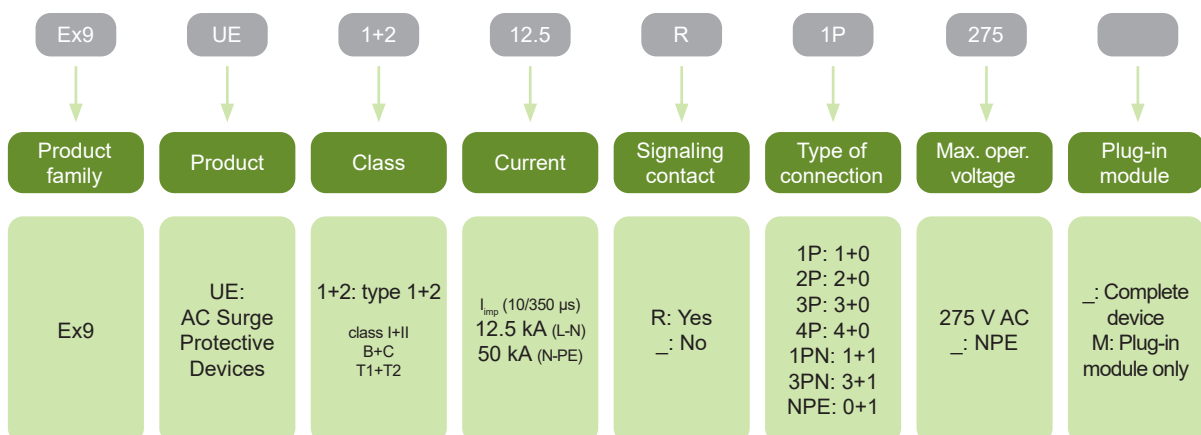 Ex9
UE
1+2
12.5
R
1P
275
Product
family
Product
Class
Current
Signaling
contact
Type of
connection
Max. oper.
voltage
Plug-in
module
Ex9
UE:
AC Surge
Protective
Devices
1+2: type 1+2
class I+II
B+C
T1+T2
Iimp (10/350 µs)
12.5 kA (L-N)
50 kA (N-PE)
R: Yes
_: No
1P: 1+0
2P: 2+0
3P: 3+0
4P: 4+0
1PN: 1+1
3PN: 3+1
NPE: 0+1
275 V AC
_: NPE
_: Complete
device
M: Plug-in
module only